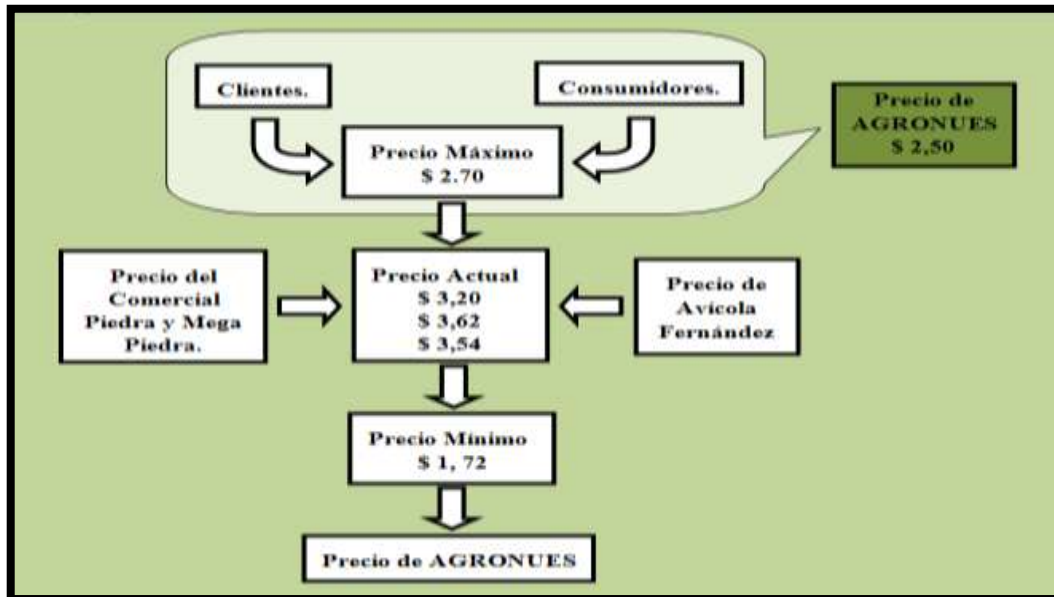 Clientes.
Consumidores.
Precio Máximo
$ 2.70
Precio de
AGRONUES
$ 2,50
Precio del
Comercial
Piedra y Mega
Piedra.
Precio Actual
$ 3,20
$ 3,62
$ 3,54
Precio de
Avícola
Fernández
Precio Mínimo
$ 1, 72
Precio de AGRONUES